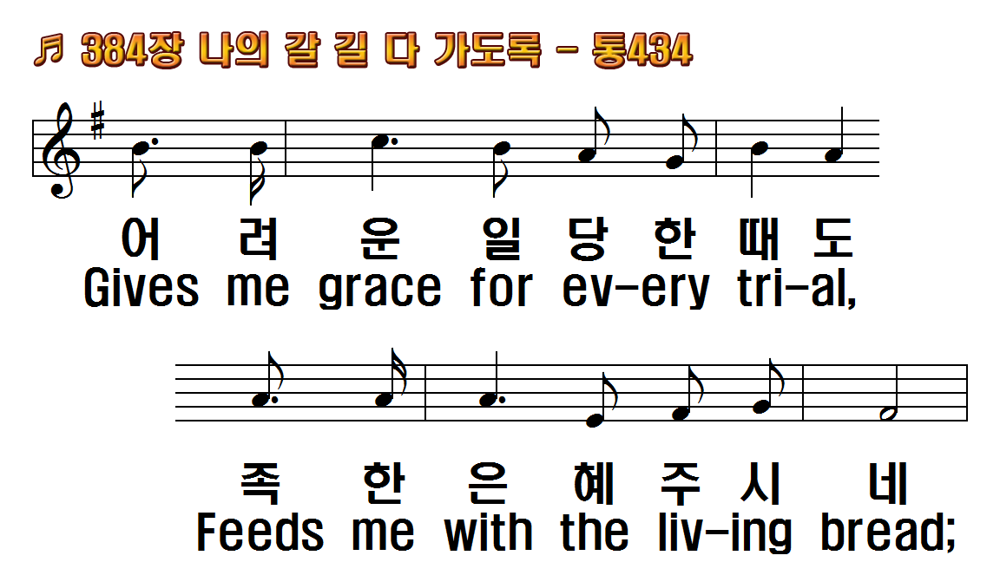 ♬ 384장 나의 갈 길 다 가도록 - 통434
어 려 운 일 당 한 때 도
Gives me grace for ev-ery tri-al,
족 한 은 혜 주 시 네
Feeds me with the liv-ing bread;